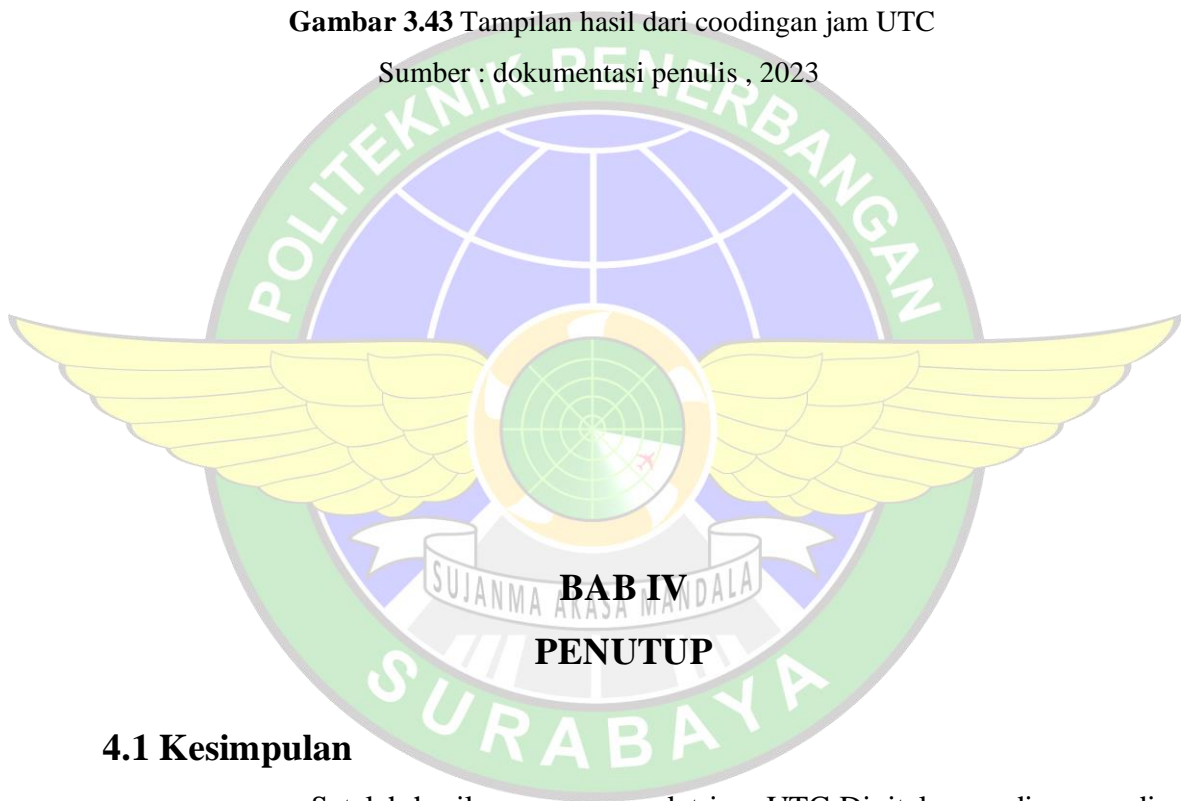 Gambar 3.43 Tampilan hasil dari coodingan jam UTC
Sumber : dokumentasi penulis , 2023
POLITEKNIK PENERBANGAN
SUJANMA AKASA MANDALA
BAB IV
PENUTUP
SURABAYA
4.1 Kesimpulan